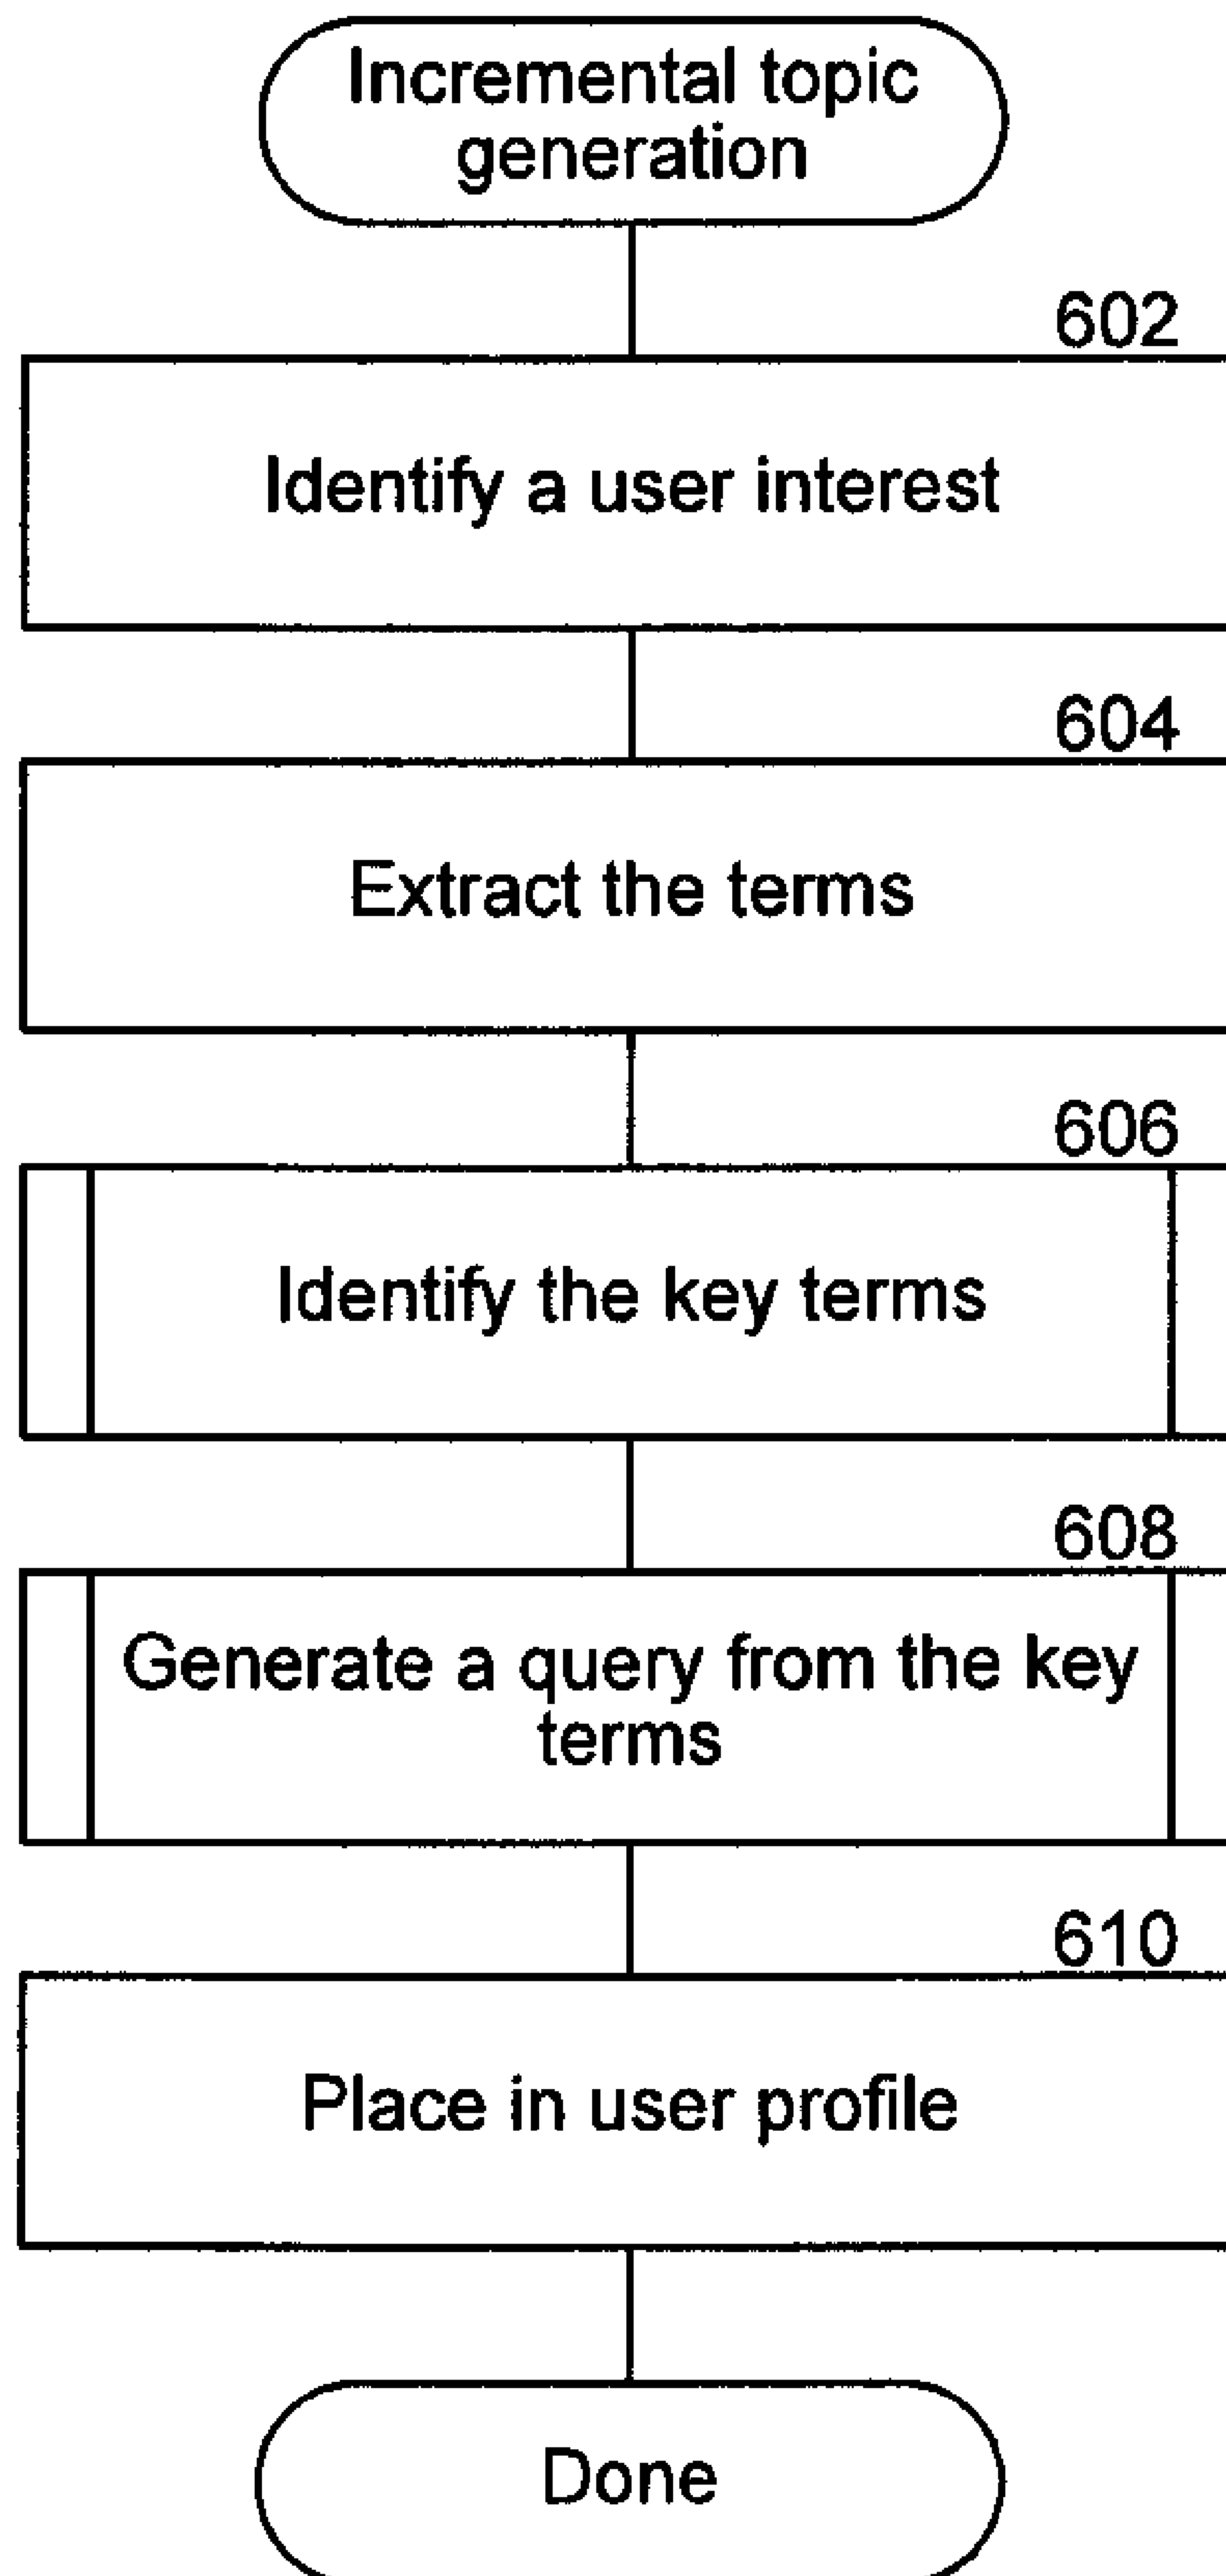 Incremental topic
generation
602
Identify a user interest
604
Extract the terms
606
Identify the key terms
608
Generate a query from the key
terms
610
Place in user profile
Done